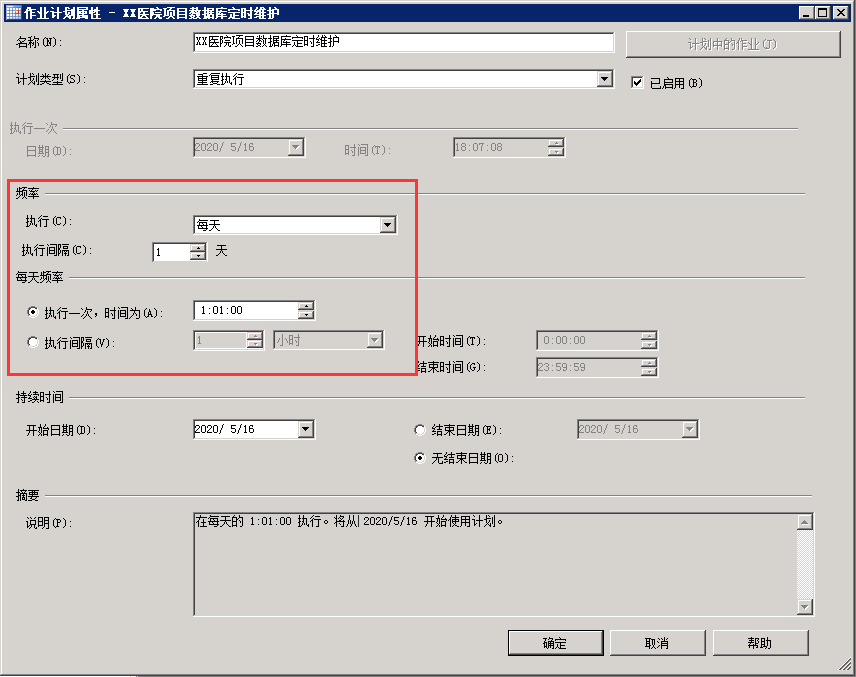 作业计划属性 - XX医院项目数据库定时维护
名称(N): XX医院项目数据库定时维护 计划中的作业(J)
计划类型(S): 重复执行 已启用(B)
执行一次
日期(D): 2020/ 5/16 时间(T): 18:07:08
频率
执行(C): 每天
执行间隔(C): 1 天
每天频率
执行一次，时间为(A): 1:01:00
执行间隔(V): 1 小时 开始时间(T): 0:00:00
结束时间(G): 23:59:59
持续时间
开始日期(D): 2020/ 5/16 结束日期(E): 2020/ 5/16
无结束日期(O):
摘要
说明(P): 在每天的 1:01:00 执行。将从 2020/5/16 开始使用计划。
确定 取消 帮助